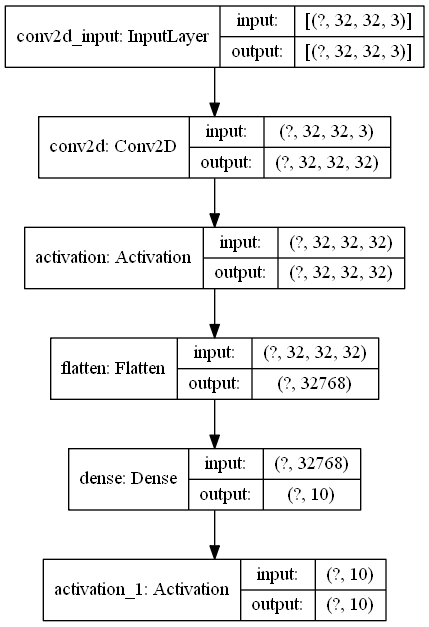 conv2d_input: InputLayer
input: [(?, 32, 32, 3)]
output: [(?, 32, 32, 3)]
conv2d: Conv2D
input: (?, 32, 32, 3)
output: (?, 32, 32, 32)
activation: Activation
input: (?, 32, 32, 32)
output: (?, 32, 32, 32)
flatten: Flatten
input: (?, 32, 32, 32)
output: (?, 32768)
dense: Dense
input: (?, 32768)
output: (?, 10)
activation_1: Activation
input: (?, 10)
output: (?, 10)